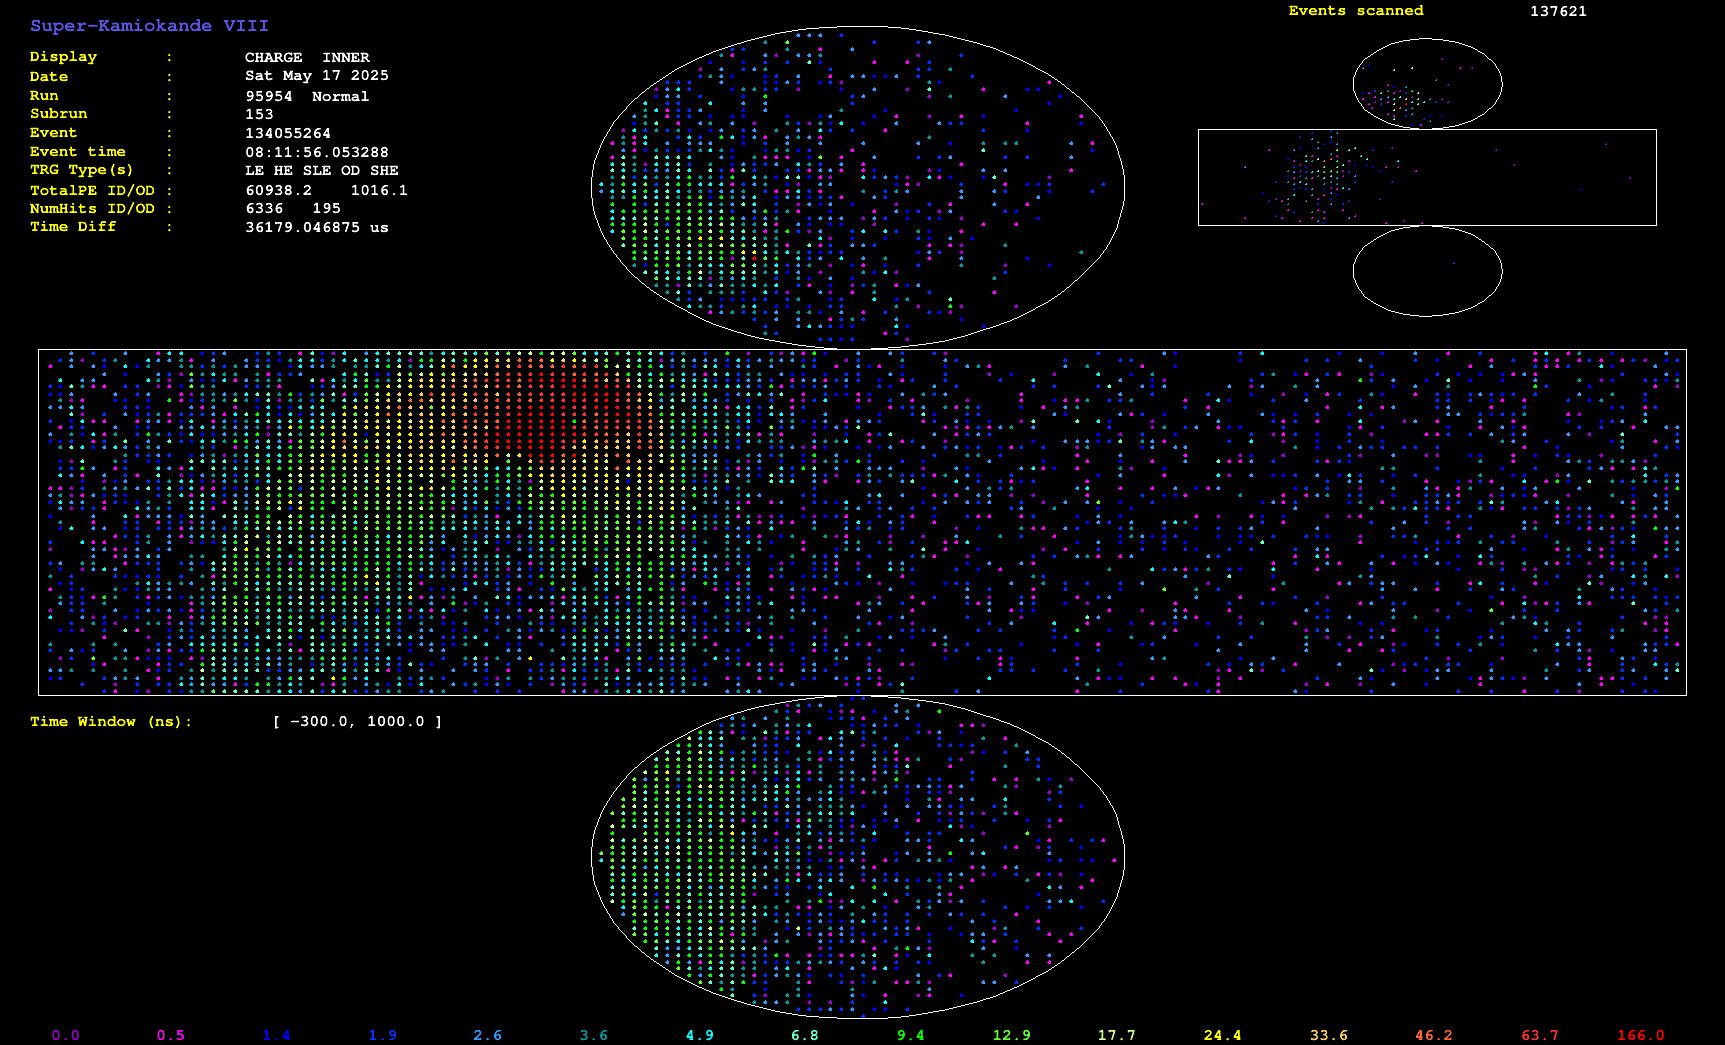 Super-Kamiokande VIII
Events scanned 137621
Display : CHARGE INNER
Date : Sat May 17 2025
Run : 95954 Normal
Subrun : 153
Event : 134055264
Event time : 08:11:56.053288
TRG Type(s) : LE HE SLE OD SHE
TotalPE ID/OD : 60938.2 1016.1
NumHits ID/OD : 6336 195
Time Diff : 36179.046875 us
Time Window (ns): [ -300.0, 1000.0 ]
0.0 0.5 1.4 1.9 2.6 3.6 4.9 6.8 9.4 12.9 17.7 24.4 33.6 46.2 63.7 166.0